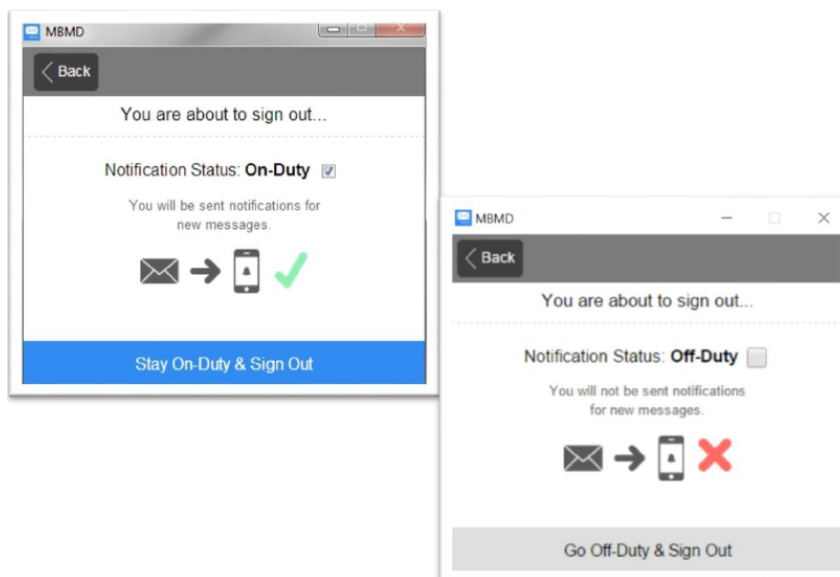 MBMD
Back
You are about to sign out...
Notification Status: On-Duty
You will be sent notifications for
new messages.
Stay On-Duty & Sign Out
MBMD
Back
You are about to sign out...
Notification Status: Off-Duty
You will not be sent notifications
for new messages.
Go Off-Duty & Sign Out